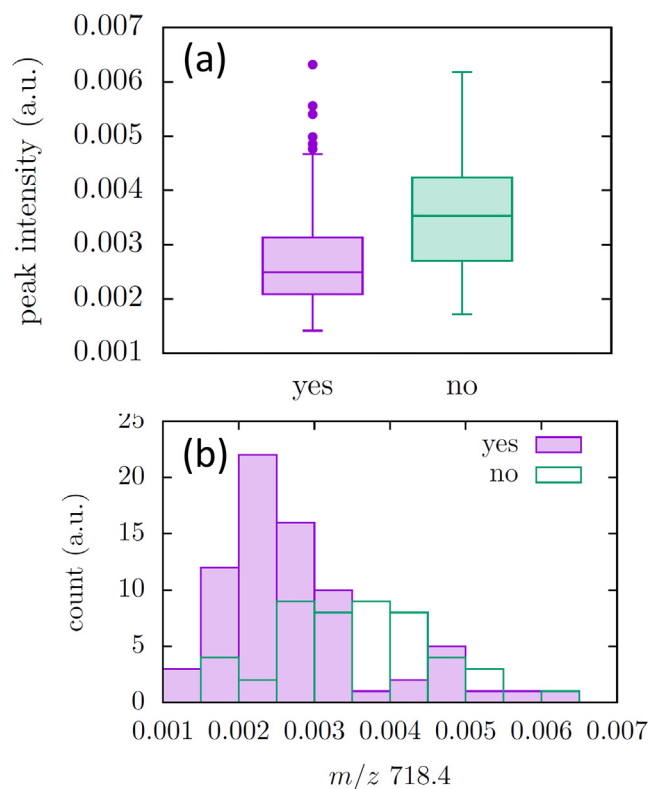 (a)
peak intensity (a.u.)
0.007
0.006
0.005
0.004
0.003
0.002
0.001
yes
no
(b)
count (a.u.)
25
20
15
10
5
0
yes
no
0.001 0.002 0.003 0.004 0.005 0.006 0.007
m/z 718.4